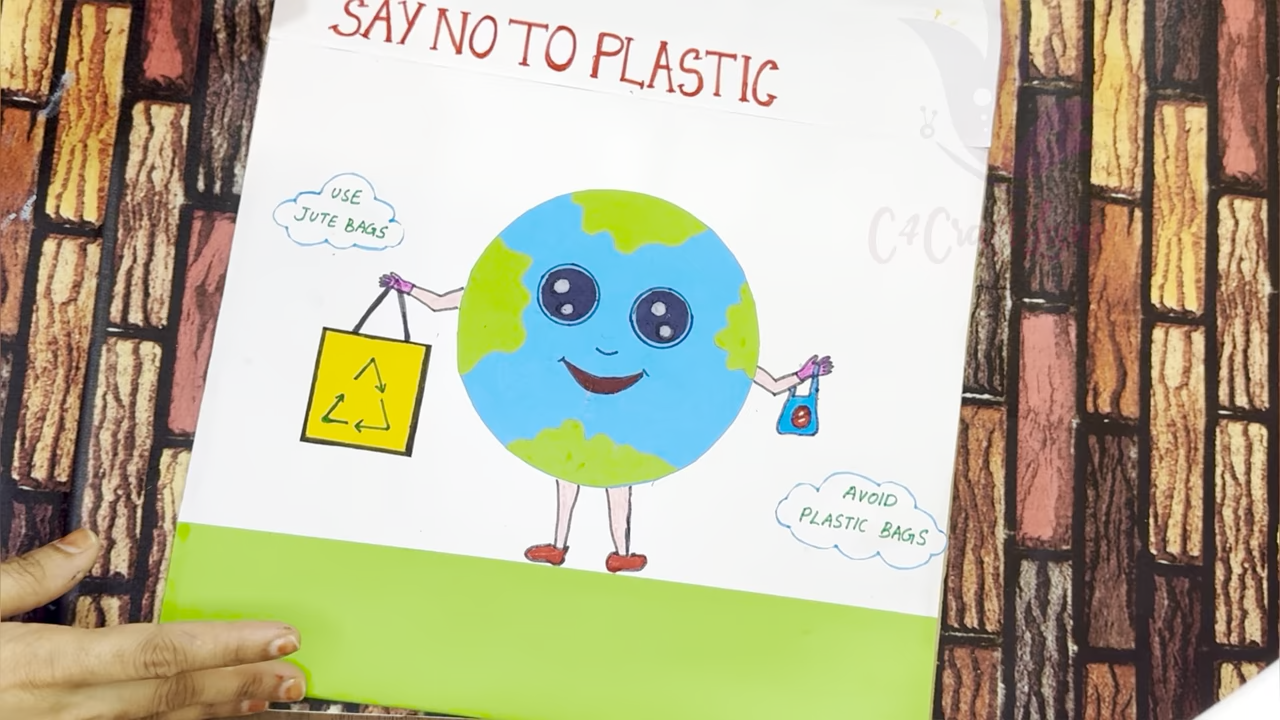 SAY NO TO PLASTIC
USE
JUTE BAGS
AVOID
PLASTIC BAGS